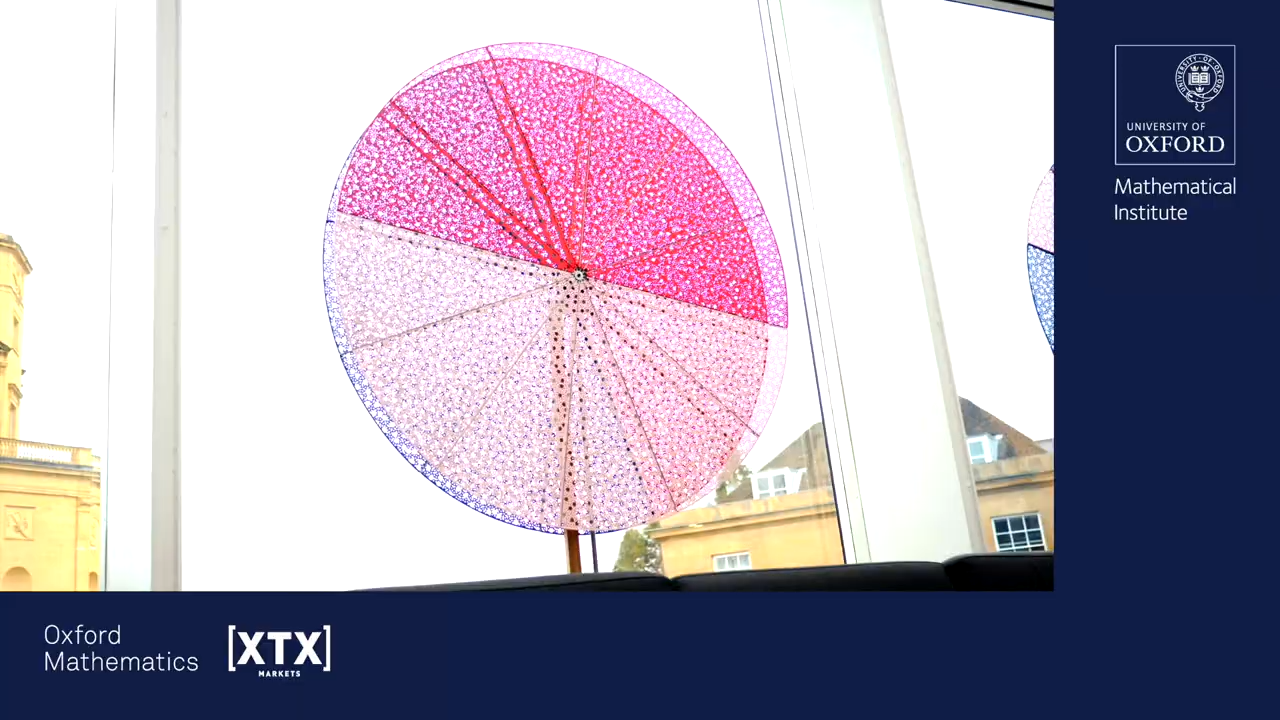 UNIVERSITY OF
OXFORD
Mathematical
Institute
Oxford
Mathematics
[XTX]
MARKETS